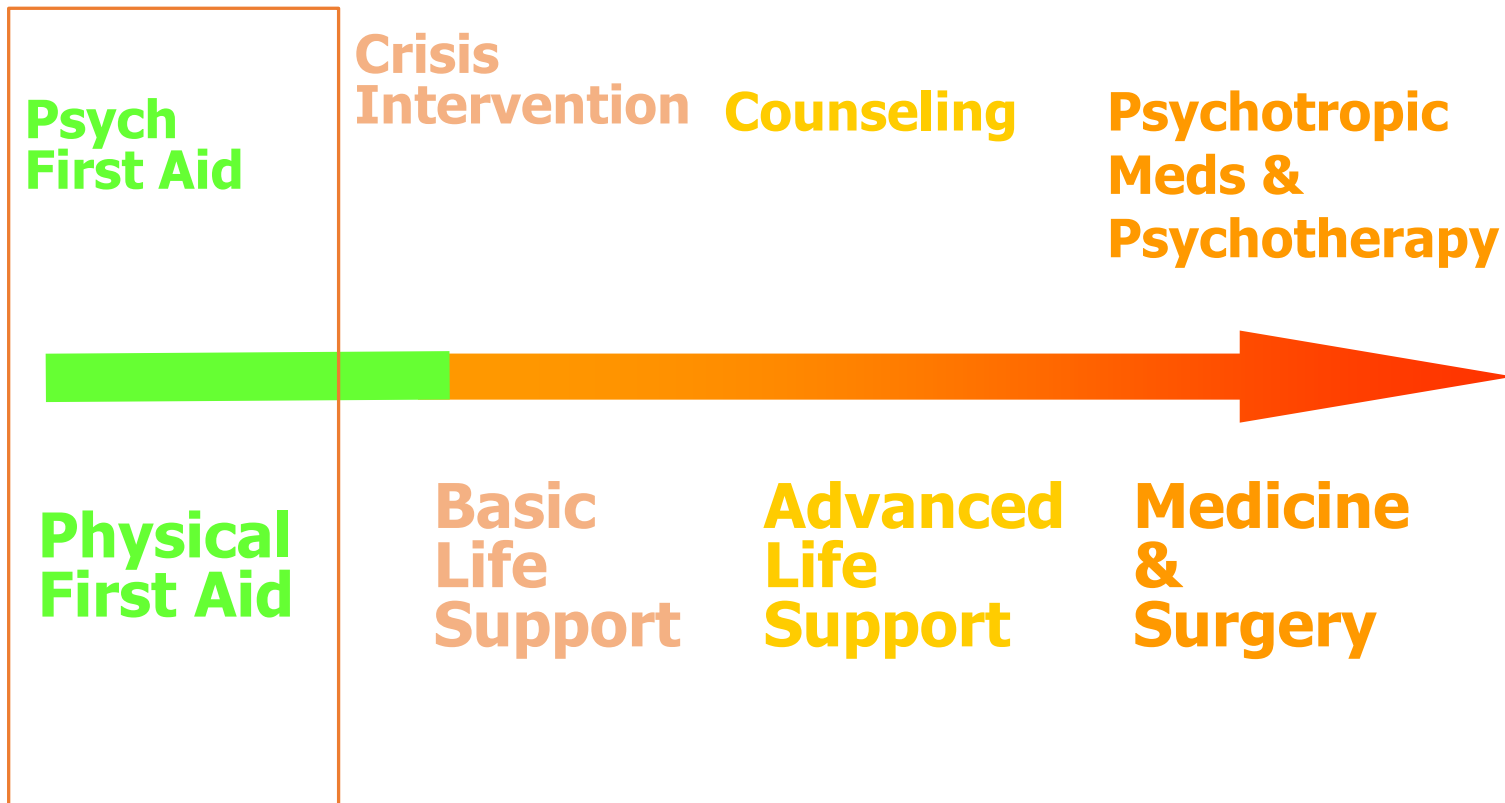 Psych
First Aid
Crisis
Intervention
Counseling
Psychotropic
Meds &
Psychotherapy
Physical
First Aid
Basic
Life
Support
Advanced
Life
Support
Medicine
&
Surgery